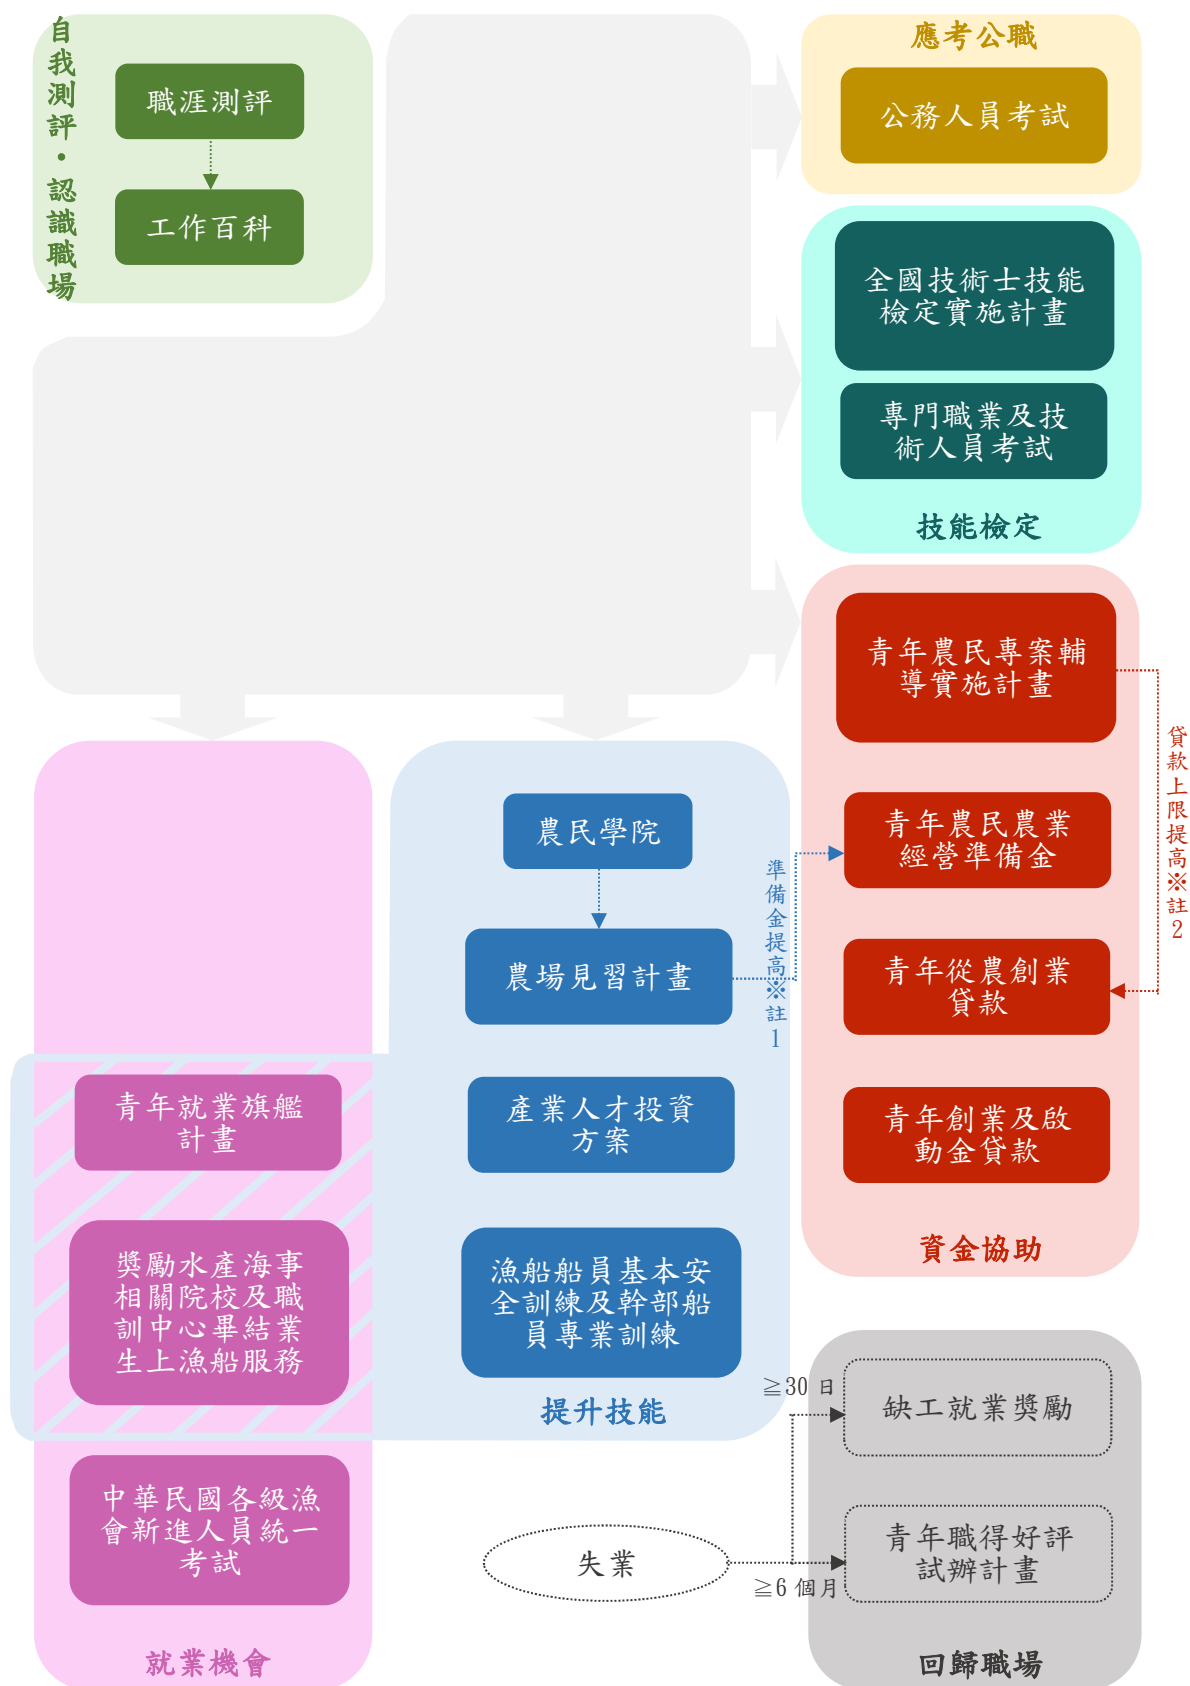 自我測評・認識職場
職涯測評
工作百科
應考公職
公務人員考試
全國技術士技能
檢定實施計畫
專門職業及技
術人員考試
技能檢定
青年農民專案輔
導實施計畫
青年農民農業
經營準備金
青年從農創業
貸款
青年創業及啟
動金貸款
資金協助
貸款上限提高※註2
農民學院
農場見習計畫
準備金提高※註1
產業人才投資
方案
漁船船員基本安
全訓練及幹部船
員專業訓練
提升技能
青年就業旗艦
計畫
獎勵水產海事
相關院校及職
訓中心畢結業
生上漁船服務
中華民國各級漁
會新進人員統一
考試
就業機會
失業
≧30 日
≧6 個月
缺工就業獎勵
青年職得好評
試辦計畫
回歸職場